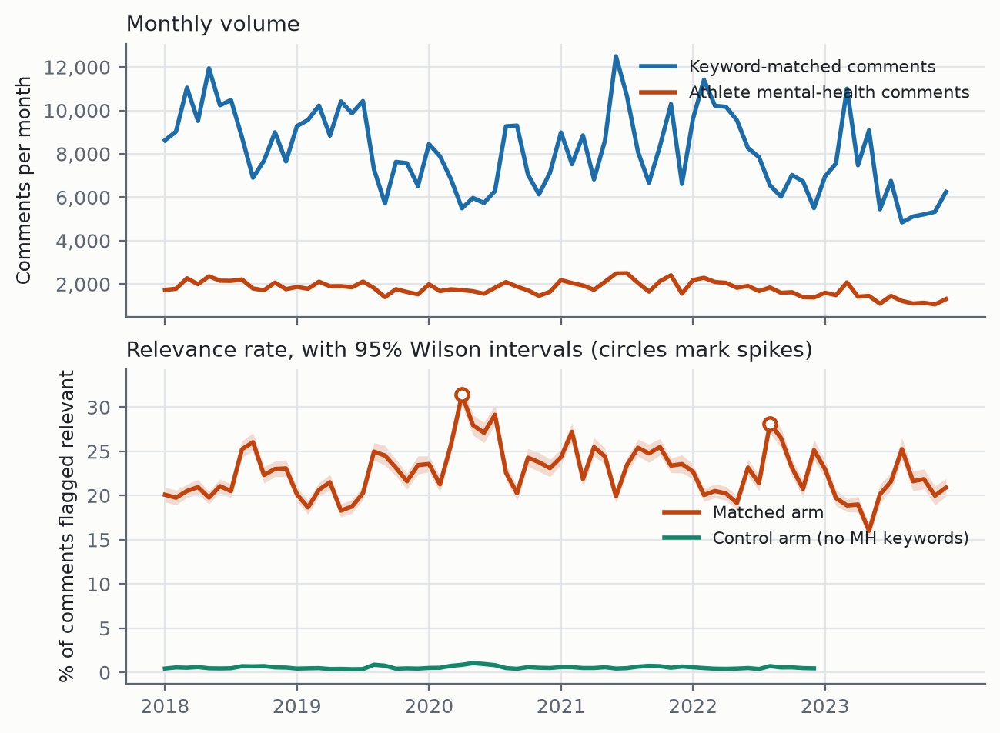 Monthly volume
Comments per month
12,000
10,000
8,000
6,000
4,000
2,000
Keyword-matched comments
Athlete mental-health comments
Relevance rate, with 95% Wilson intervals (circles mark spikes)
% of comments flagged relevant
30
25
20
15
10
5
0
Matched arm
Control arm (no MH keywords)
2018 2019 2020 2021 2022 2023